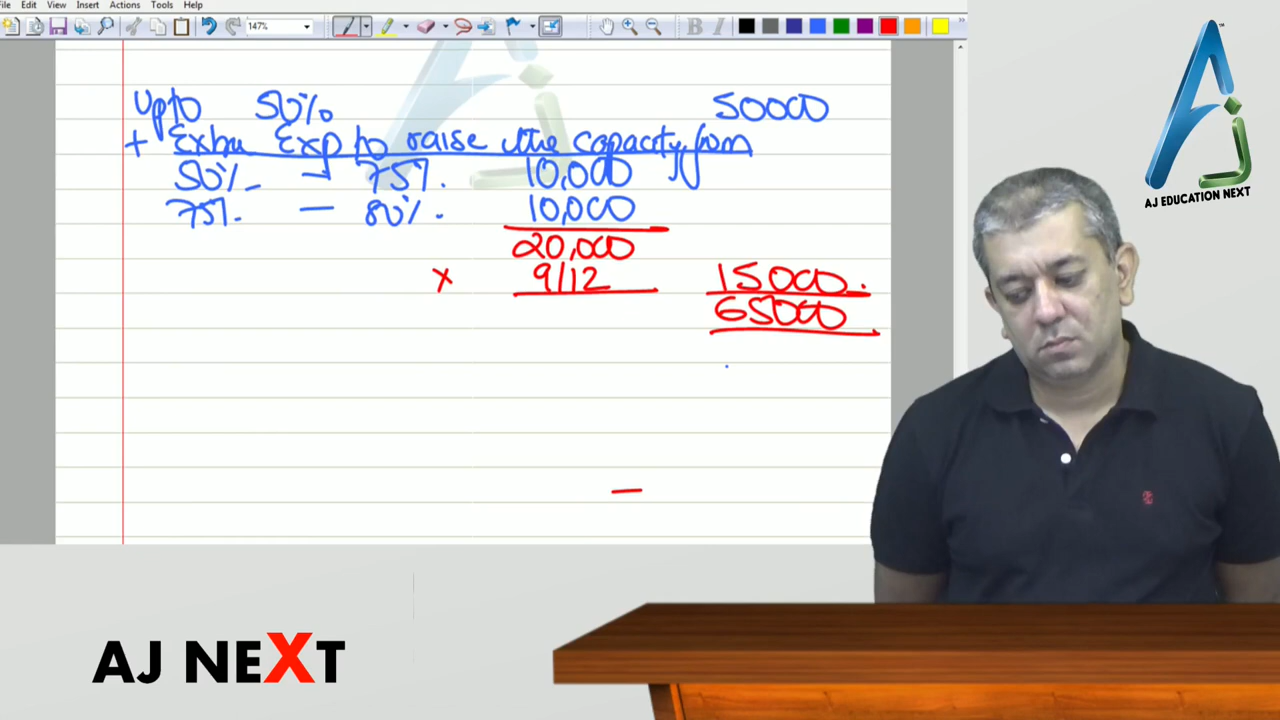 File Edit View Insert Actions Tools Help
147%
B I
Upto 50% 50000
+ Extra Exp to raise the capacity from
50% - 75% 10,000
75% - 80% 10,000
20,000
x 9/12 15000
65000
AJ EDUCATION NEXT
AJ NEXT